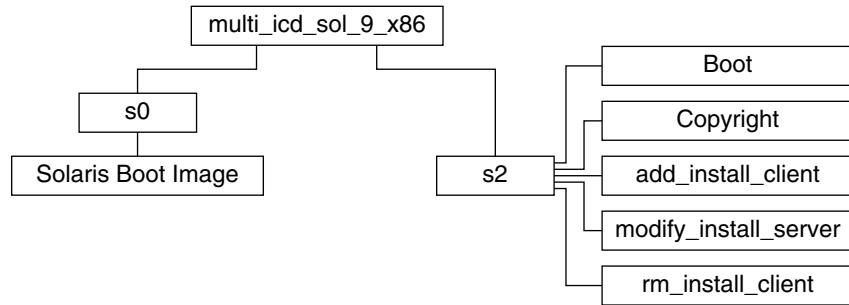 multi_icd_sol_9_x86
s0
Solaris Boot Image
s2
Boot
Copyright
add_install_client
modify_install_server
rm_install_client